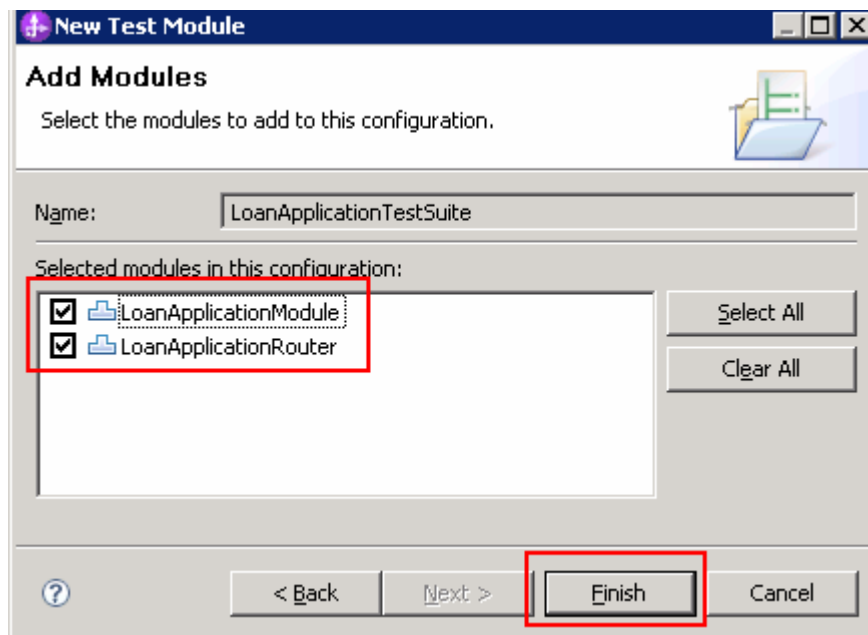 New Test Module
Add Modules
Select the modules to add to this configuration.
Name: LoanApplicationTestSuite
Selected modules in this configuration:
LoanApplicationModule
LoanApplicationRouter
Select All
Clear All
? < Back Next > Finish Cancel